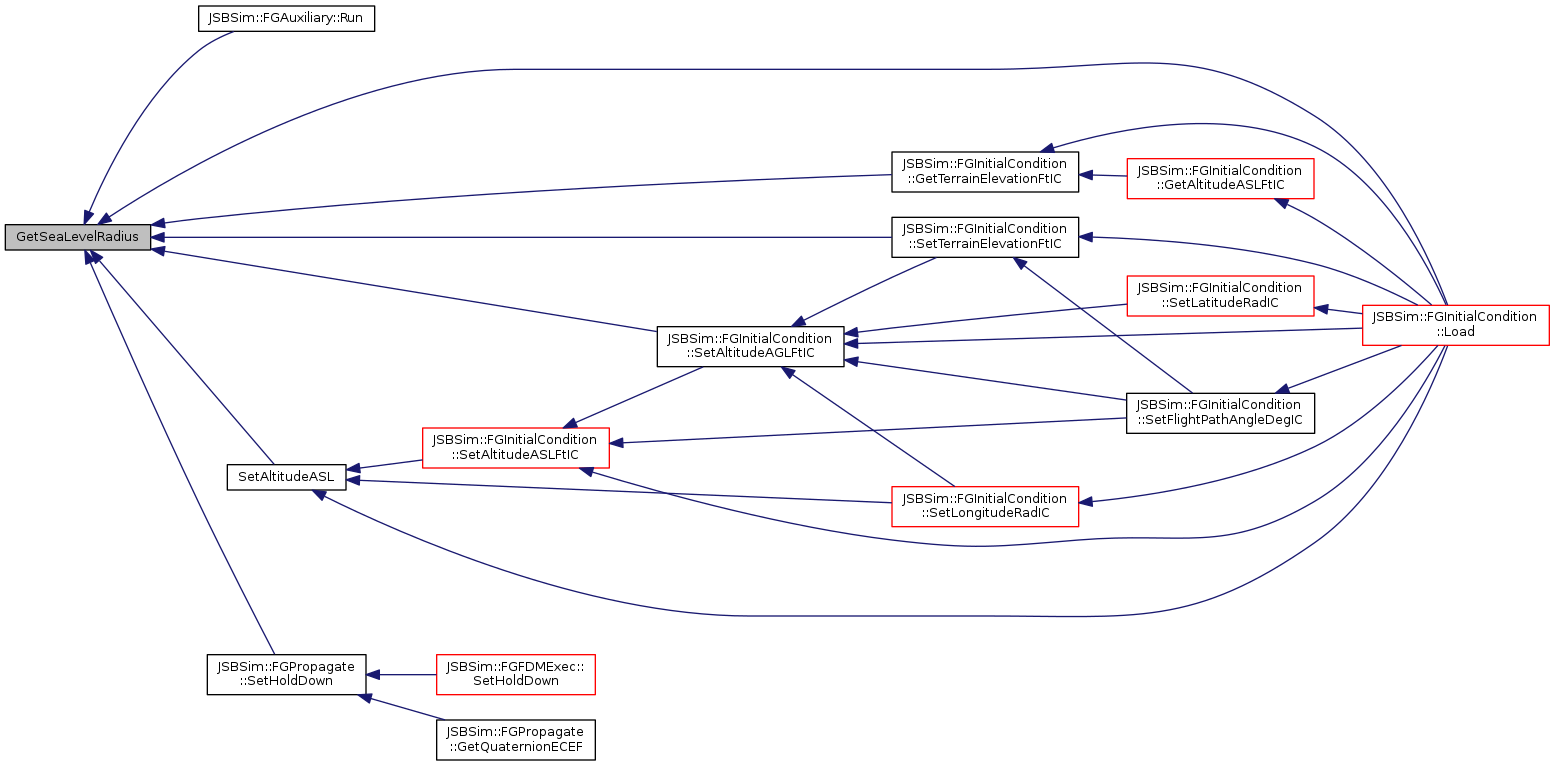 JSBSim::FGAuxiliary::Run
GetSeaLevelRadius
JSBSim::FGInitialCondition
::GetTerrainElevationFtIC
JSBSim::FGInitialCondition
::GetAltitudeASLFtIC
JSBSim::FGInitialCondition
::SetTerrainElevationFtIC
JSBSim::FGInitialCondition
::SetLatitudeRadIC
JSBSim::FGInitialCondition
::Load
JSBSim::FGInitialCondition
::SetAltitudeAGLFtIC
JSBSim::FGInitialCondition
::SetFlightPathAngleDegIC
JSBSim::FGInitialCondition
::SetAltitudeASLFtIC
SetAltitudeASL
JSBSim::FGInitialCondition
::SetLongitudeRadIC
JSBSim::FGPropagate
::SetHoldDown
JSBSim::FGFDMExec::
SetHoldDown
JSBSim::FGPropagate
::GetQuaternionECEF